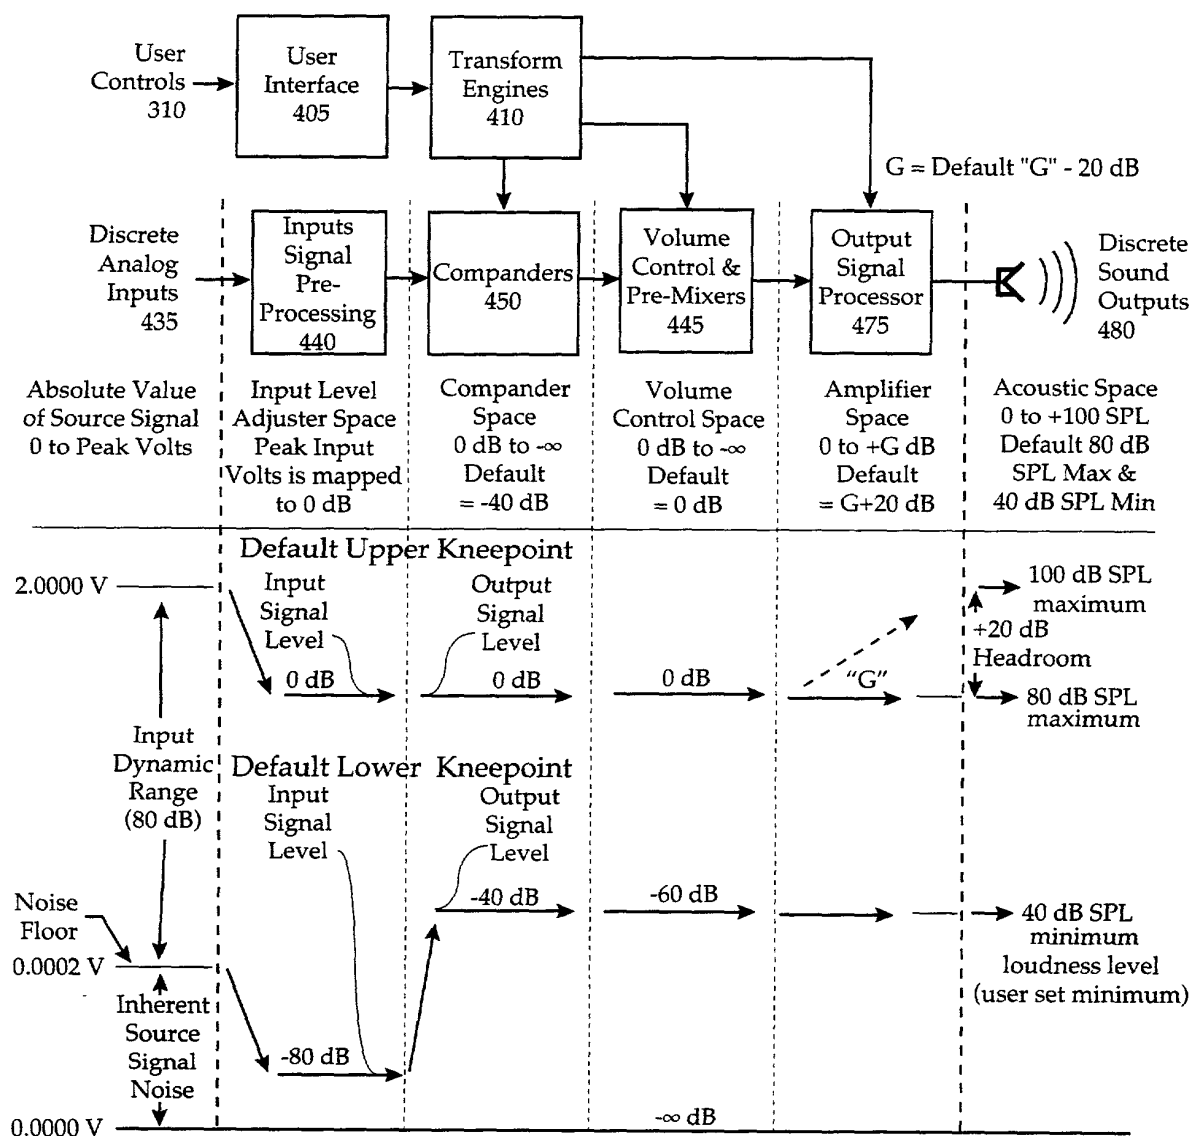 User
Controls
310
User
Interface
405
Transform
Engines
410
G = Default "G" - 20 dB
Discrete
Analog
Inputs
435
Inputs
Signal
Pre-
Processing
440
Companders
450
Volume
Control &
Pre-Mixers
445
Output
Signal
Processor
475
Discrete
Sound
Outputs
480
Absolute Value
of Source Signal
0 to Peak Volts
Input Level
Adjuster Space
Peak Input
Volts is mapped
to 0 dB
Compander
Space
0 dB to -∞
Default
= -40 dB
Volume
Control Space
0 dB to -∞
Default
= 0 dB
Amplifier
Space
0 to +G dB
Default
= G+20 dB
Acoustic Space
0 to +100 SPL
Default 80 dB
SPL Max &
40 dB SPL Min
Default Upper Kneepoint
2.0000 V
Input
Signal
Level
Output
Signal
Level
0 dB
0 dB
0 dB
"G"
100 dB SPL
maximum
+20 dB
Headroom
80 dB SPL
maximum
Input
Dynamic
Range
(80 dB)
Default Lower Kneepoint
Input
Signal
Level
Output
Signal
Level
-40 dB
-60 dB
40 dB SPL
minimum
loudness level
(user set minimum)
Noise
Floor
0.0002 V
Inherent
Source
Signal
Noise
-80 dB
0.0000 V
-∞ dB